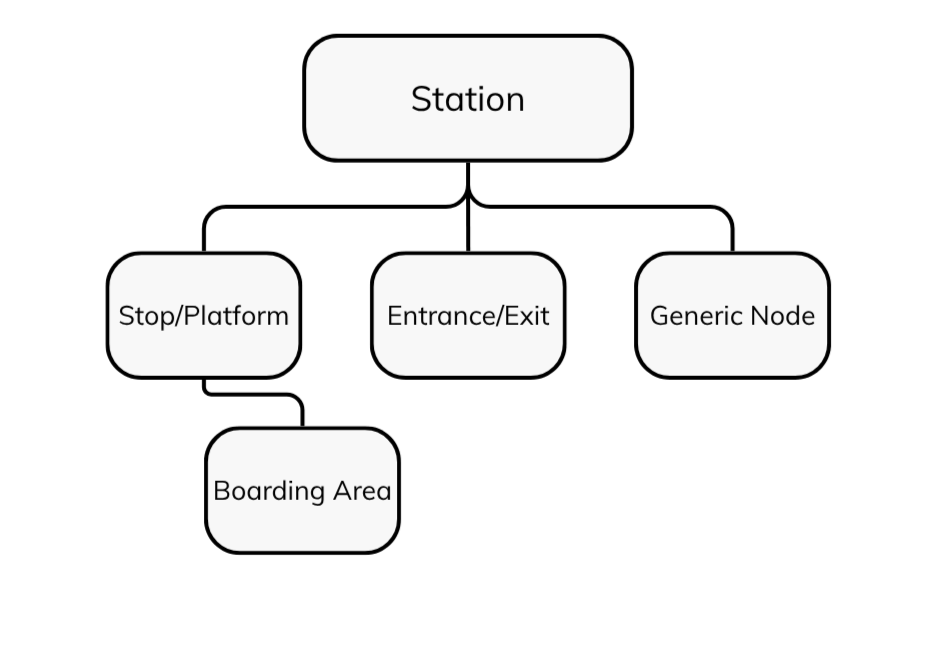 Station
Stop/Platform
Entrance/Exit
Generic Node
Boarding Area